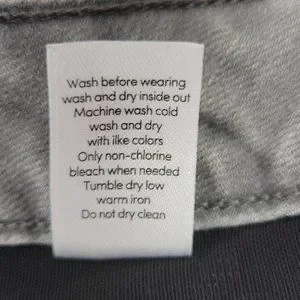 Wash before wearing
wash and dry inside out
Machine wash cold
wash and dry
with ilke colors
Only non-chlorine
bleach when needed
Tumble dry low
warm iron
Do not dry clean